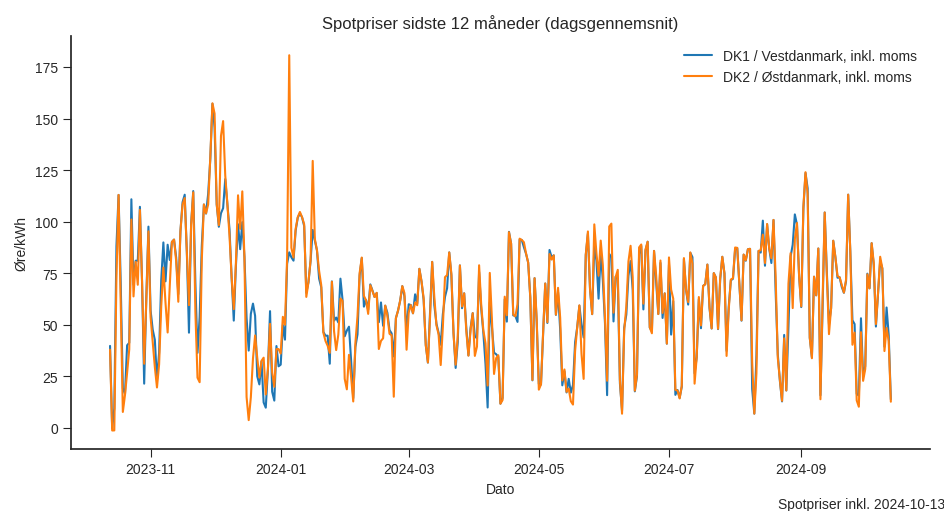 Spotpriser sidste 12 måneder (dagsgennemsnit)
DK1 / Vestdanmark, inkl. moms
DK2 / Østdanmark, inkl. moms
175
150
125
100
75
50
25
0
Øre/kWh
2023-11
2024-01
2024-03
2024-05
2024-07
2024-09
Dato
Spotpriser inkl. 2024-10-13